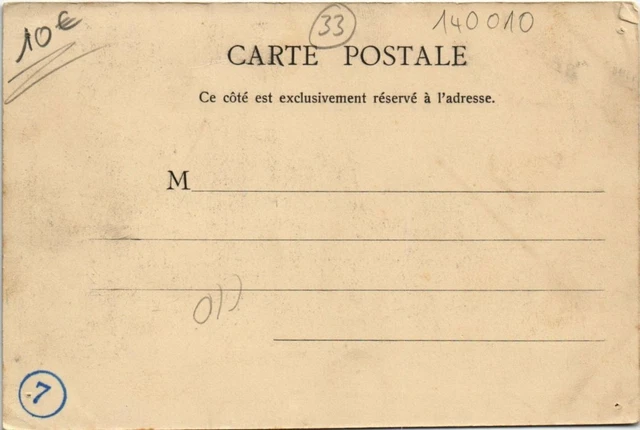 10€
33
140010
CARTE POSTALE
Ce côté est exclusivement réservé à l'adresse.
M
7